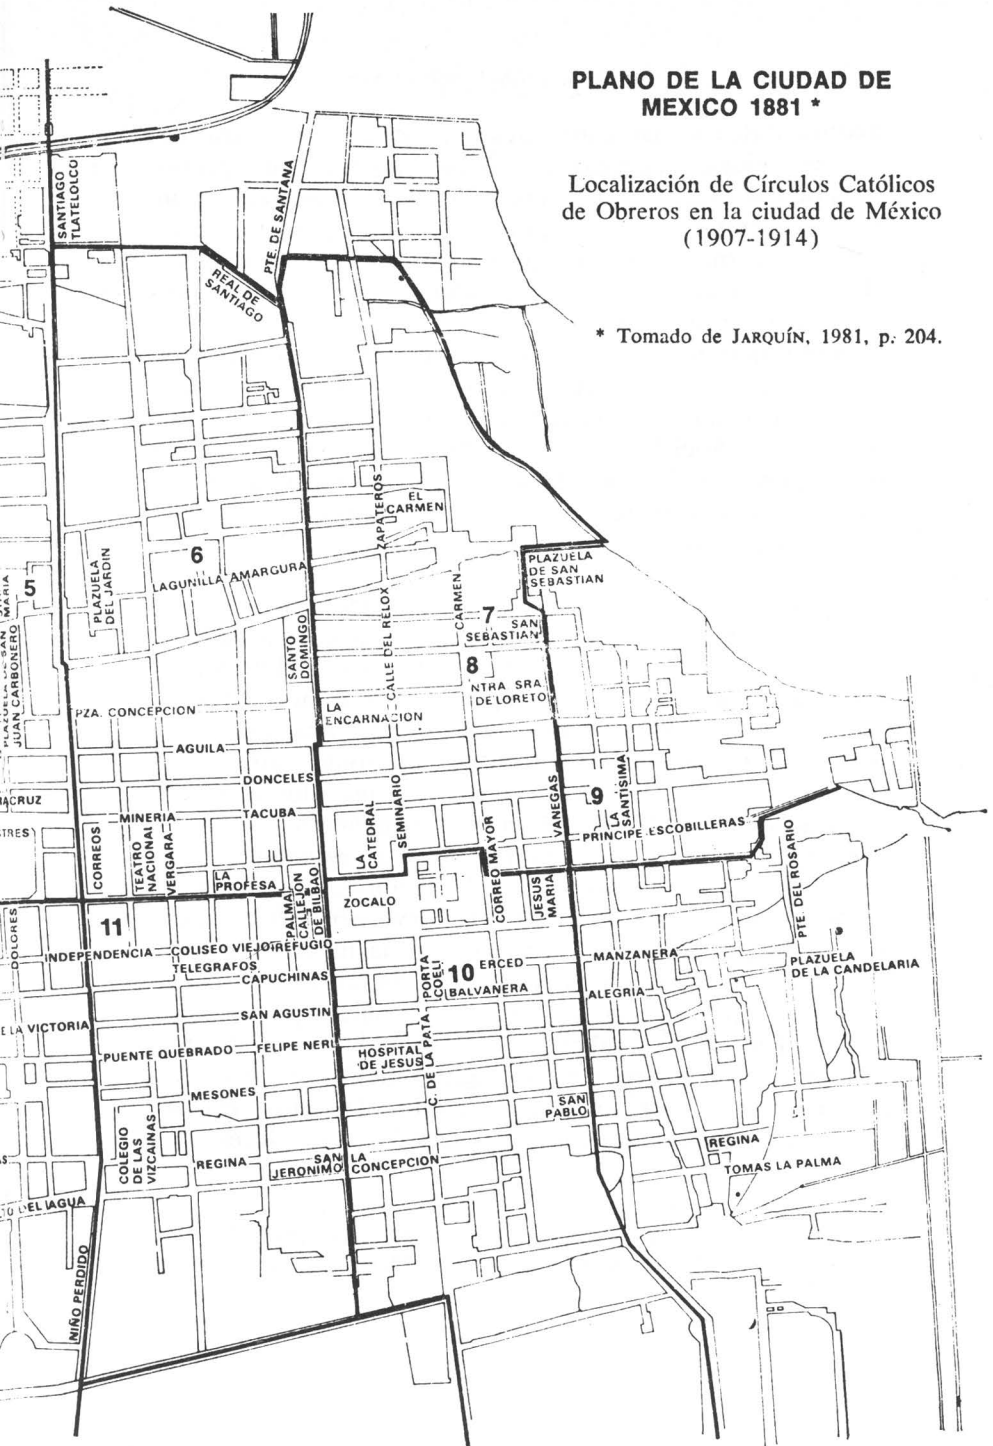 PLANO DE LA CIUDAD DE
MEXICO 1881 *
Localización de Círculos Católicos
de Obreros en la ciudad de México
(1907-1914)
* Tomado de JARQUÍN, 1981, p. 204.
SANTIAGO
TLATELOLCO
PTE. DE SANTANA
REAL DE
SANTIAGO
ZAPATEROS
EL
CARMEN
6
LAGUNILLA AMARGURA
PLAZUELA
DEL JARDIN
5
MARIA
PLAZUELA DE SAN
JUAN CARBONERO
PLAZUELA
DE SAN
SEBASTIAN
CARMEN
7
SAN
SEBASTIAN
8
NTRA SRA.
DE LORETO
CALLE DEL RELOX
SANTO
DOMINGO
LA
ENCARNACION
PZA. CONCEPCION
AGUILA
DONCELES
TACUBA
MINERIA
ACRUZ
CORREOS
TEATRO
NACIONAL
VERGARA
LA
PROFESA
PALMA
CALLEJON
DE BILBAO
LA
CATEDRAL
SEMINARIO
ZOCALO
CORREO MAYOR
VANEGAS
JESUS
MARIA
9
LA
SANTISIMA
PRINCIPE ESCOBILLERAS
PTE. DEL ROSARIO
DOLORES
11
INDEPENDENCIA
COLISEO VIEJO
REFUGIO
TELEGRAFOS
CAPUCHINAS
PORTA
COELI
10
ERCED
BALVANERA
MANZANERA
ALEGRIA
PLAZUELA
DE LA CANDELARIA
SAN AGUSTIN
E LA VICTORIA
PUENTE QUEBRADO
FELIPE NERI
HOSPITAL
DE JESUS
C. DE LA PATA
MESONES
SAN
PABLO
COLEGIO
DE LAS
VIZCAINAS
REGINA
SAN
JERONIMO
LA
CONCEPCION
REGINA
TOMAS LA PALMA
TO DEL AGUA
NIÑO PERDIDO